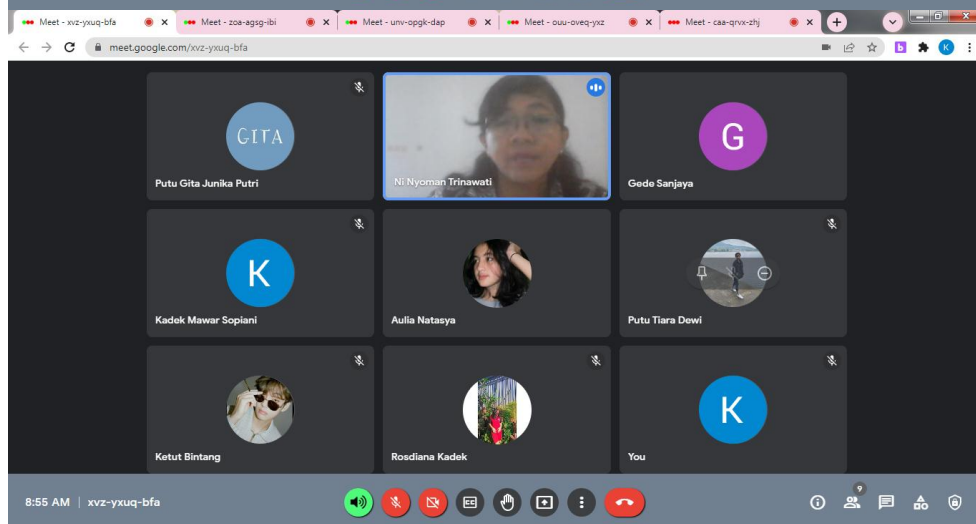 Meet - xvz-yxuq-bfa
Meet - zoa-agsg-ibi
Meet - unv-opgk-dap
Meet - ouu-oveq-yxz
Meet - caa-qrvx-zhj
meet.google.com/xvz-yxuq-bfa
b
K
GITA
G
Putu Gita Junika Putri
Ni Nyoman Trinawati
Gede Sanjaya
K
Kadek Mawar Sopiani
Aulia Natasya
Putu Tiara Dewi
K
Ketut Bintang
Rosdiana Kadek
You
9
8:55 AM | xvz-yxuq-bfa
CC